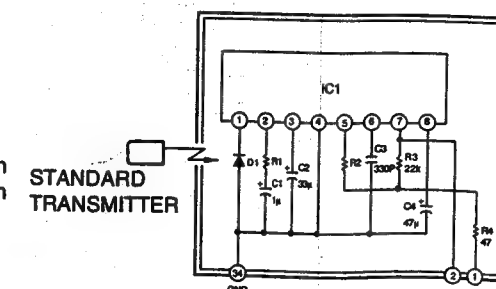 IC1
1 2 3 4 5 6 7 8
D1
R1
C1
1µ
C2
33µ
R2
C3
330P
R3
22k
C4
47µ
R4
47
STANDARD
TRANSMITTER
34
2 1